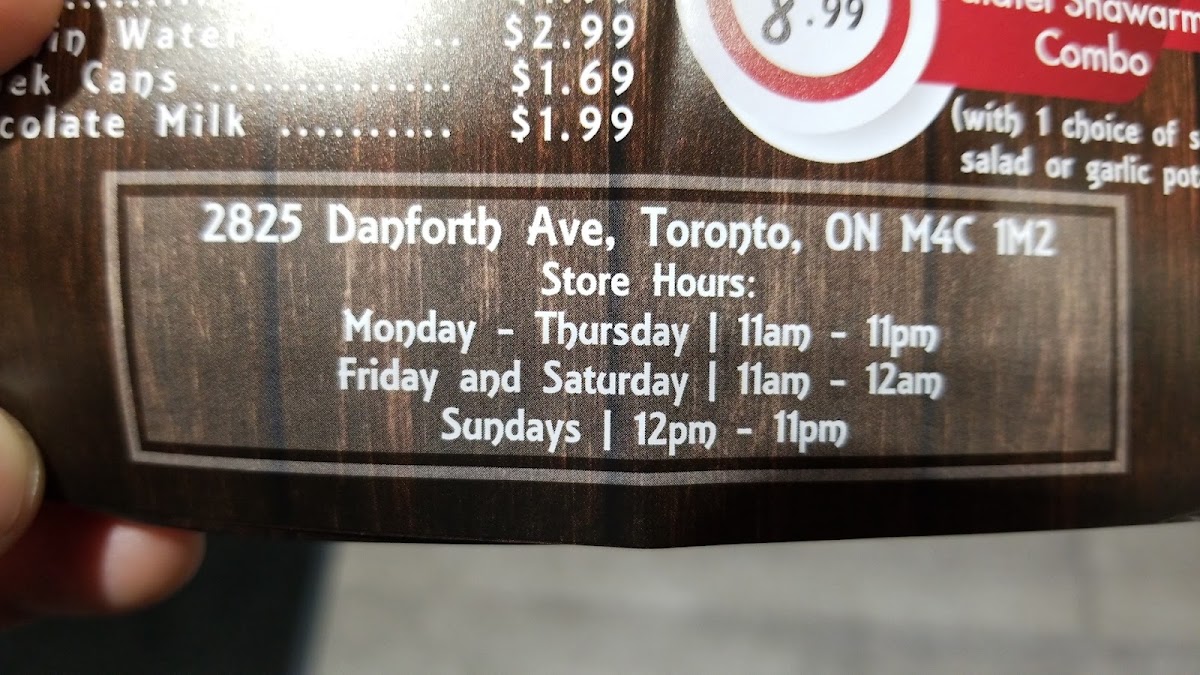 Water .. $2.99
Cans ............... $1.69
Milk .......... $1.99
8.99
Combo
(with 1 choice of
salad or garlic
2825 Danforth Ave, Toronto, ON M4C 1M2
Store Hours:
Monday - Thursday | 11am - 11pm
Friday and Saturday | 11am - 12am
Sundays | 12pm - 11pm